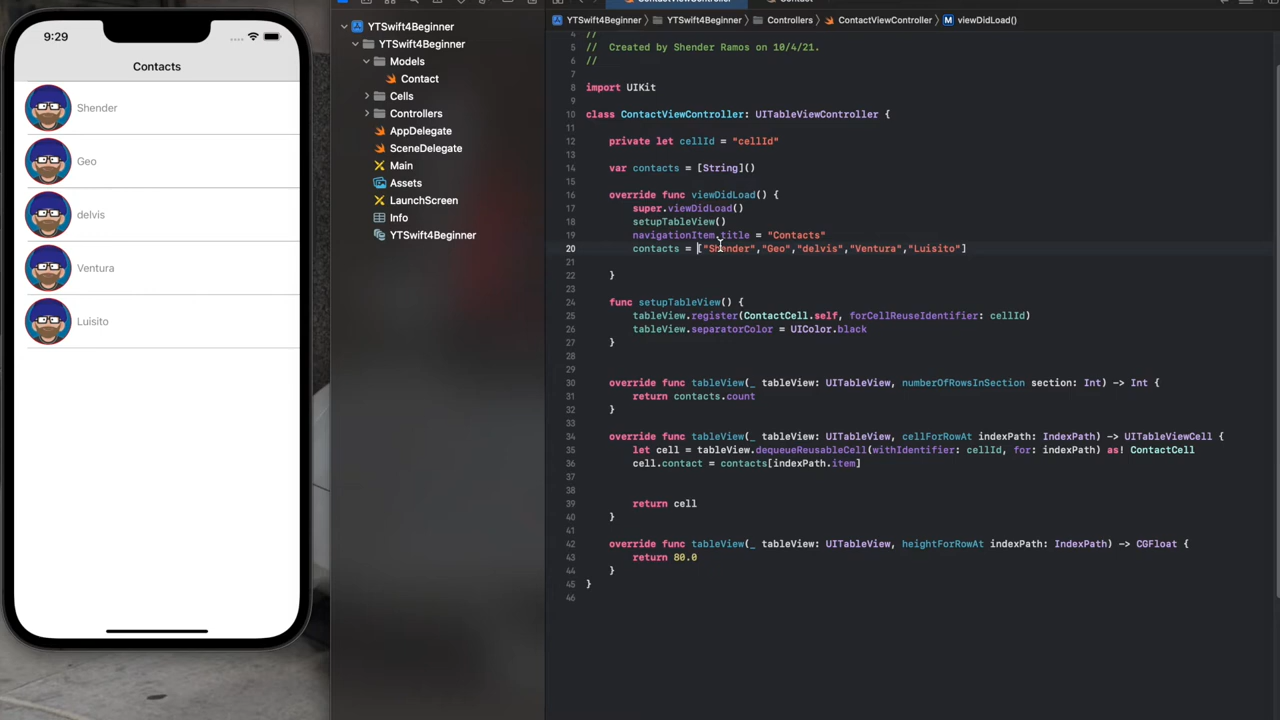 9:29
Contacts
Shender
Geo
delvis
Ventura
Luisito
YTSwift4Beginner
YTSwift4Beginner
Models
Contact
Cells
Controllers
AppDelegate
SceneDelegate
Main
Assets
LaunchScreen
Info
YTSwift4Beginner
YTSwift4Beginner YTSwift4Beginner Controllers ContactViewController M viewDidLoad()
4 //
5 //  Created by Shender Ramos on 10/4/21.
6 //
7
8 import UIKit
9
10 class ContactViewController: UITableViewController {
11
12     private let cellId = "cellId"
13
14     var contacts = [String]()
15
16     override func viewDidLoad() {
17         super.viewDidLoad()
18         setupTableView()
19         navigationItem.title = "Contacts"
20         contacts = ["Shender","Geo","delvis","Ventura","Luisito"]
21
22     }
23
24     func setupTableView() {
25         tableView.register(ContactCell.self, forCellReuseIdentifier: cellId)
26         tableView.separatorColor = UIColor.black
27     }
28
29
30     override func tableView(_ tableView: UITableView, numberOfRowsInSection section: Int) -> Int {
31         return contacts.count
32     }
33
34     override func tableView(_ tableView: UITableView, cellForRowAt indexPath: IndexPath) -> UITableViewCell {
35         let cell = tableView.dequeueReusableCell(withIdentifier: cellId, for: indexPath) as! ContactCell
36         cell.contact = contacts[indexPath.item]
37
38
39         return cell
40     }
41
42     override func tableView(_ tableView: UITableView, heightForRowAt indexPath: IndexPath) -> CGFloat {
43         return 80.0
44     }
45 }
46